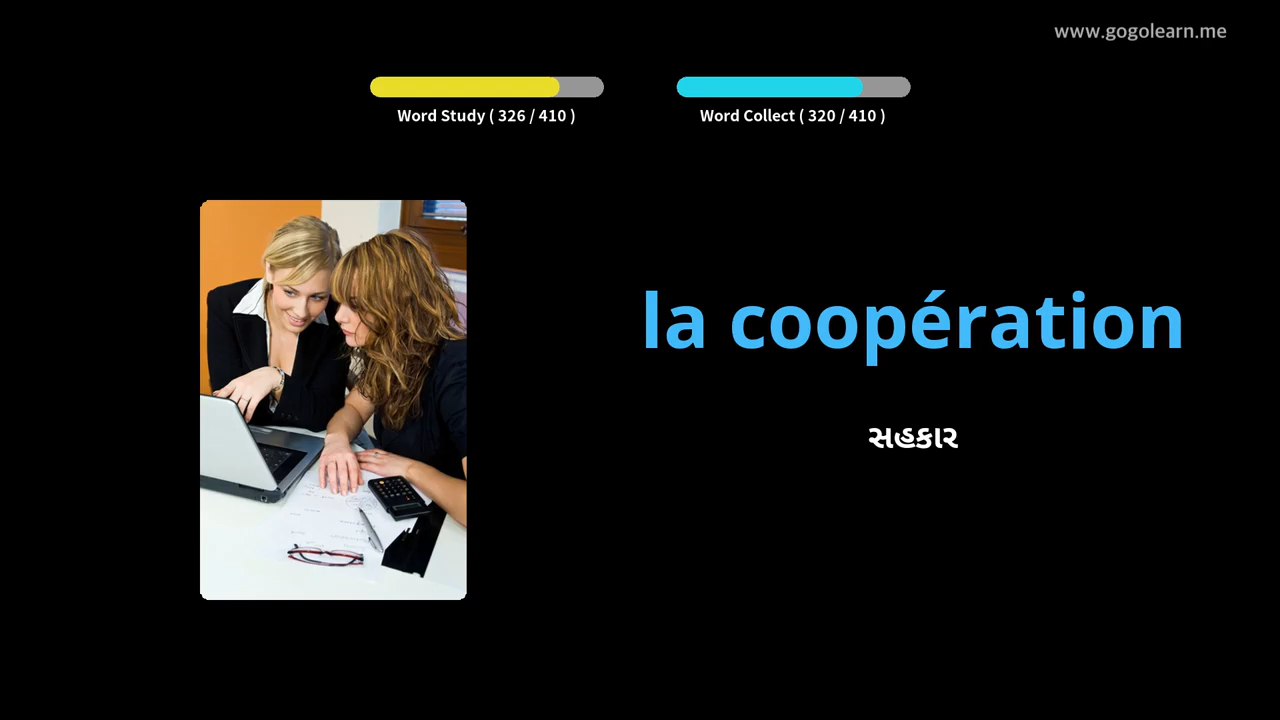 www.gogolearn.me
Word Study ( 326 / 410 )
Word Collect ( 320 / 410 )
la coopération
સહકાર